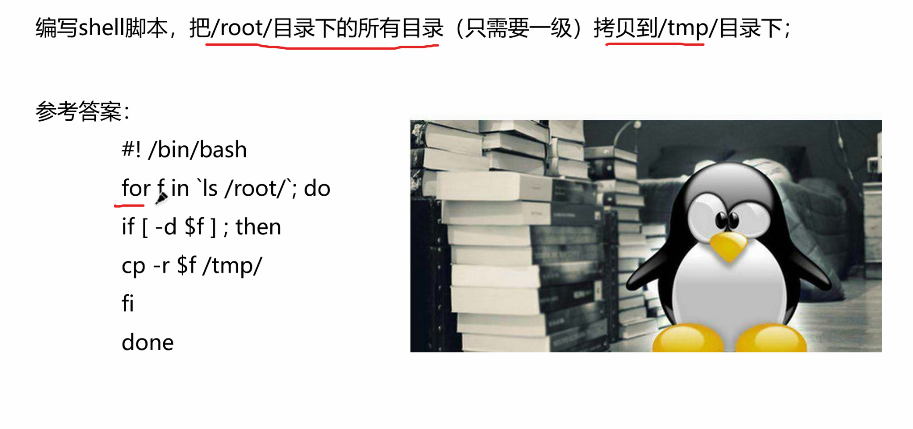 编写shell脚本，把/root/目录下的所有目录（只需要一级）拷贝到/tmp/目录下；
参考答案：
#! /bin/bash
for f in `ls /root/`; do
if [ -d $f ] ; then
cp -r $f /tmp/
fi
done